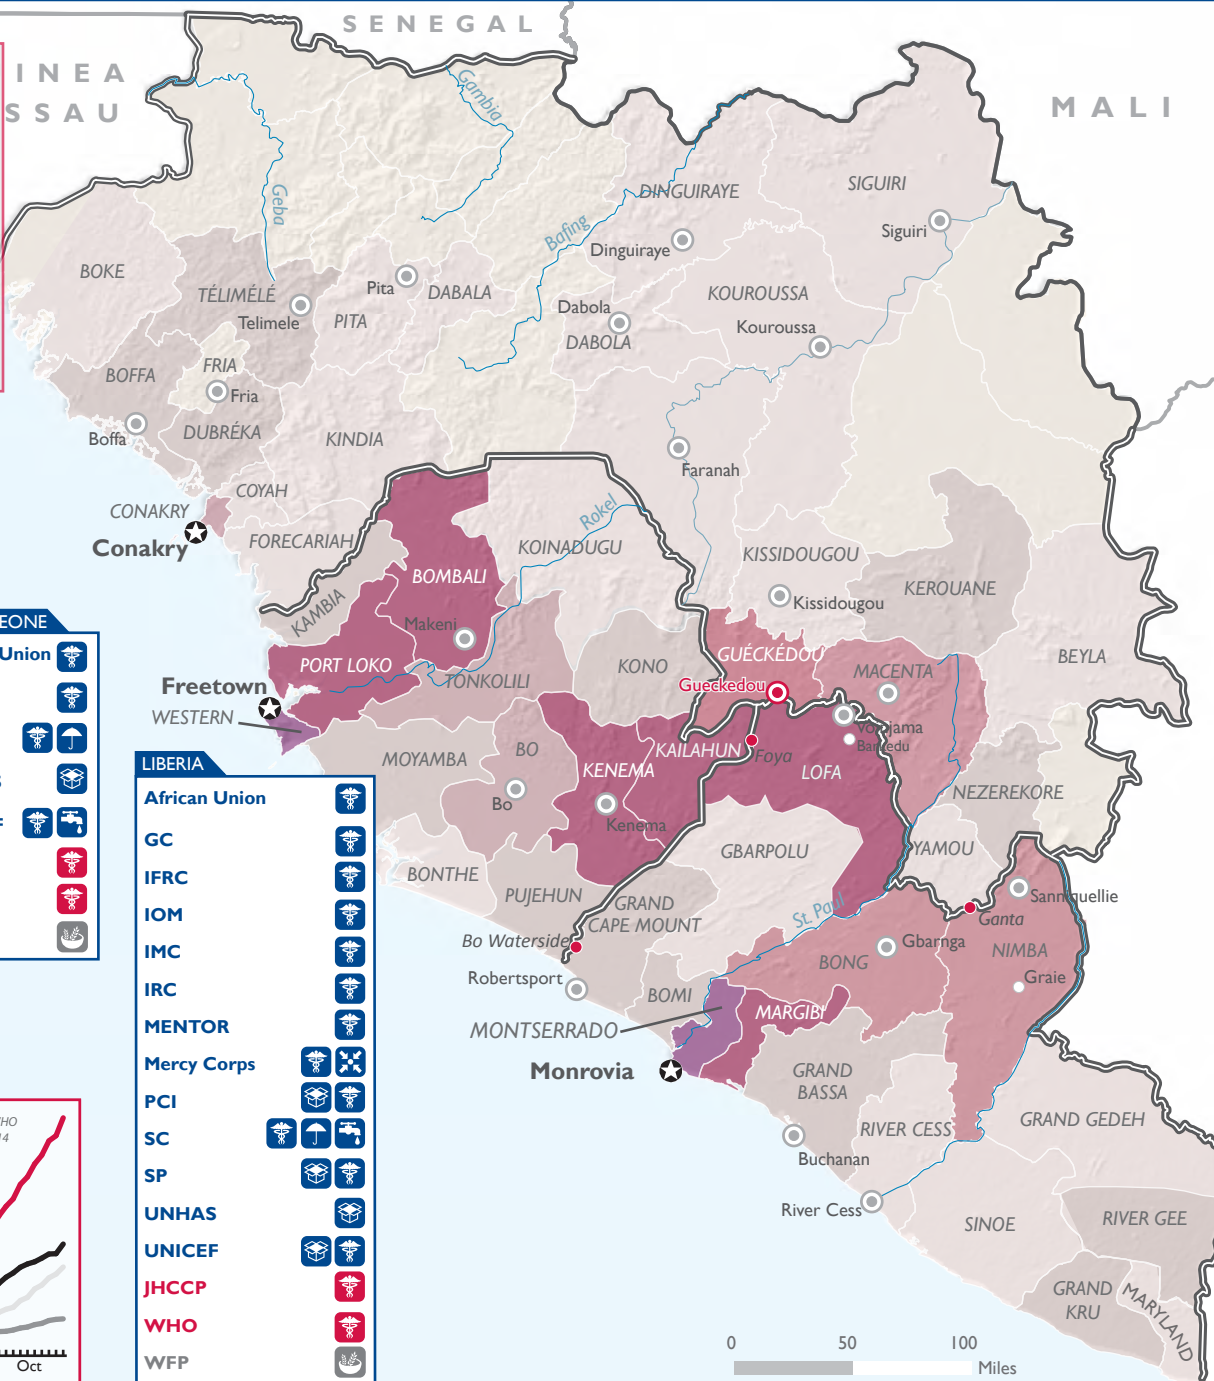 SENEGAL
INEA
SSAU
MALI
Gambia
Geba
Bafing
DINGUIRAYE
SIGUIRI
Siguiri
Dinguiraye
BOKE
TÉLIMÉLÉ
Telimele
Pita
PITA
DABALA
Dabola
DABOLA
KOUROUSSA
Kouroussa
BOFFA
FRIA
Fria
Boffa
DUBRÉKA
KINDIA
Faranah
COYAH
CONAKRY
Conakry
FORECARIAH
Rokel
KOINADUGU
KISSIDOUGOU
Kissidougou
KEROUANE
BOMBALI
KAMBIA
Makeni
PORT LOKO
TONKOLILI
KONO
GUÉCKÉDOU
Gueckedou
MACENTA
BEYLA
Freetown
WESTERN
MOYAMBA
BO
Bo
KENEMA
Kenema
KAILAHUN
Foya
Voinjama
Barkedu
LOFA
NEZEREKORE
YAMOU
BONTHE
PUJEHUN
GBARPOLU
GRAND
CAPE MOUNT
Bo Waterside
Robertsport
St. Paul
Ganta
Sanniquellie
Gbarnga
BONG
NIMBA
Graie
BOMI
MONTSERRADO
MARGIBI
Monrovia
GRAND
BASSA
RIVER CESS
GRAND GEDEH
Buchanan
River Cess
SINOE
RIVER GEE
GRAND
KRU
MARYLAND
0 50 100
Miles
EONE
Union
LIBERIA
African Union
GC
IFRC
IOM
IMC
IRC
MENTOR
Mercy Corps
PCI
SC
SP
UNHAS
UNICEF
JHCCP
WHO
WFP
HO
4
Oct